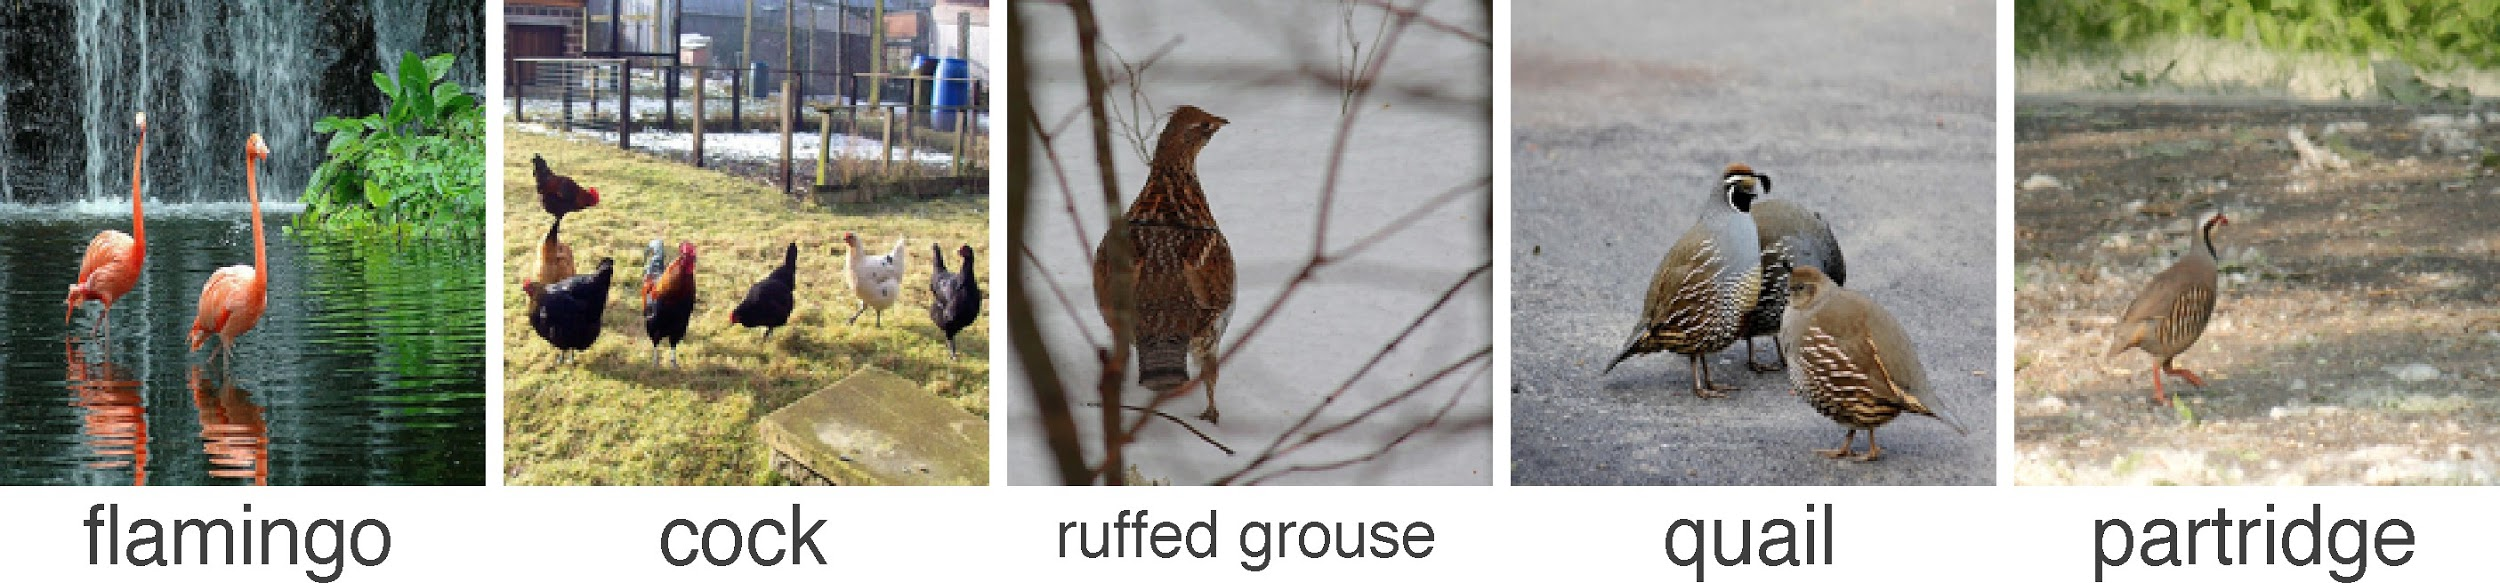 flamingo
cock
ruffed grouse
quail
partridge